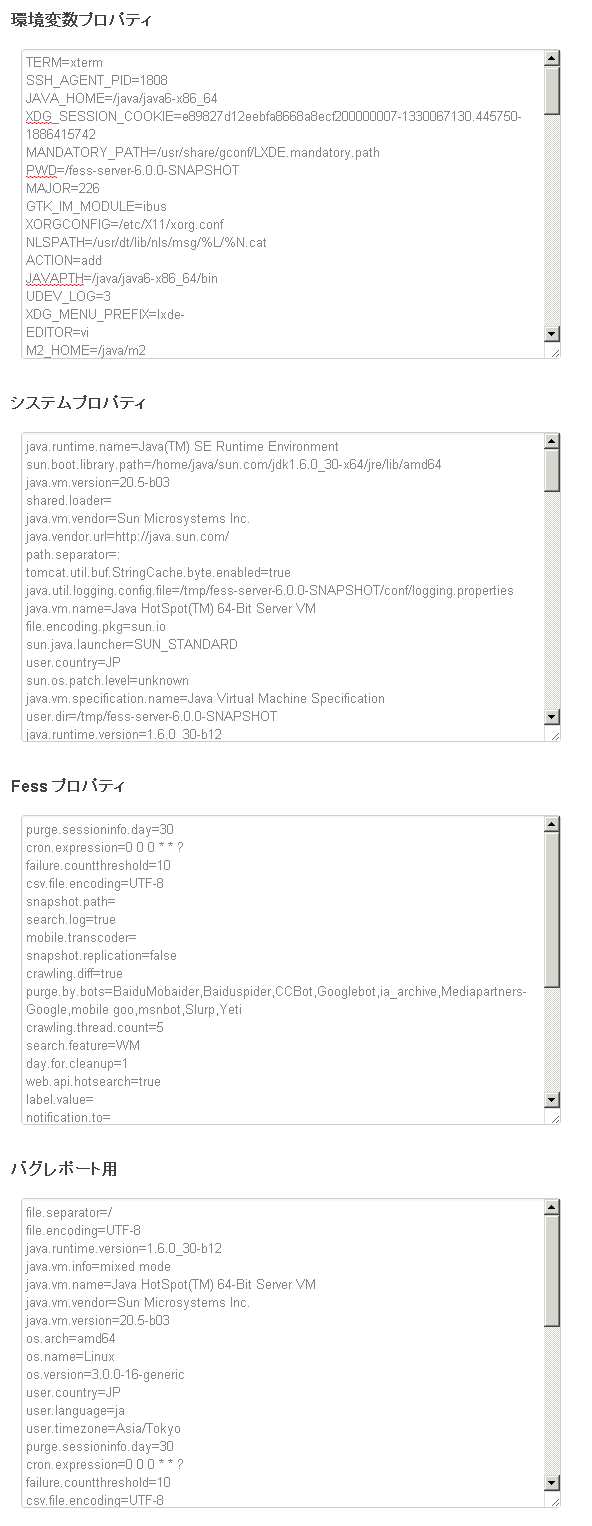 環境変数プロパティ
TERM=xterm
SSH_AGENT_PID=1808
JAVA_HOME=/java/java6-x86_64
XDG_SESSION_COOKIE=e89827d12eebfa8668a8ecf200000007-1330067130.445750-
1886415742
MANDATORY_PATH=/usr/share/gconf/LXDE.mandatory.path
PWD=/fess-server-6.0.0-SNAPSHOT
MAJOR=226
GTK_IM_MODULE=ibus
XORGCONFIG=/etc/X11/xorg.conf
NLSPATH=/usr/dt/lib/nls/msg/%L/%N.cat
ACTION=add
JAVAPTH=/java/java6-x86_64/bin
UDEV_LOG=3
XDG_MENU_PREFIX=lxde-
EDITOR=vi
M2_HOME=/java/m2
システムプロパティ
java.runtime.name=Java(TM) SE Runtime Environment
sun.boot.library.path=/home/java/sun.com/jdk1.6.0_30-x64/jre/lib/amd64
java.vm.version=20.5-b03
shared.loader=
java.vm.vendor=Sun Microsystems Inc.
java.vendor.url=http://java.sun.com/
path.separator=:
tomcat.util.buf.StringCache.byte.enabled=true
java.util.logging.config.file=/tmp/fess-server-6.0.0-SNAPSHOT/conf/logging.properties
java.vm.name=Java HotSpot(TM) 64-Bit Server VM
file.encoding.pkg=sun.io
sun.java.launcher=SUN_STANDARD
user.country=JP
sun.os.patch.level=unknown
java.vm.specification.name=Java Virtual Machine Specification
user.dir=/tmp/fess-server-6.0.0-SNAPSHOT
java.runtime.version=1.6.0_30-b12
Fess プロパティ
purge.sessioninfo.day=30
cron.expression=0 0 0 * * ?
failure.countthreshold=10
csv.file.encoding=UTF-8
snapshot.path=
search.log=true
mobile.transcoder=
snapshot.replication=false
crawling.diff=true
purge.by.bots=BaiduMobaider,Baiduspider,CCBot,Googlebot,ia_archive,Mediapartners-
Google,mobile goo,msnbot,Slurp,Yeti
crawling.thread.count=5
search.feature=WM
day.for.cleanup=1
web.api.hotsearch=true
label.value=
notification.to=
バグレポート用
file.separator=/
file.encoding=UTF-8
java.runtime.version=1.6.0_30-b12
java.vm.info=mixed mode
java.vm.name=Java HotSpot(TM) 64-Bit Server VM
java.vm.vendor=Sun Microsystems Inc.
java.vm.version=20.5-b03
os.arch=amd64
os.name=Linux
os.version=3.0.0-16-generic
user.country=JP
user.language=ja
user.timezone=Asia/Tokyo
purge.sessioninfo.day=30
cron.expression=0 0 0 * * ?
failure.countthreshold=10
csv.file.encoding=UTF-8